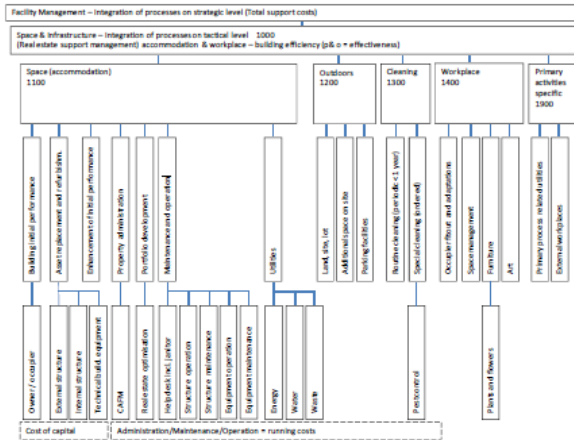 Facility Management – Integration of processes on strategic level (Total support costs)
Space & Infrastructure – Integration of processes on tactical level 1000
(Real estate support management) accommodation & workplace – building efficiency (p& o = effectiveness)
Space (accommodation)
1100
Outdoors
1200
Cleaning
1300
Workplace
1400
Primary
activities
specific
1900
Building initial performance
Asset replacement and refurbishm.
Enhancement of initial performance
Property administration
Portfolio development
Maintenance and operation
Utilities
Land, site, lot
Additional space on site
Parking facilities
Routine cleaning (periodic < 1 year)
Special cleaning (ordered)
Occupier fitout and adaptations
Space management
Furniture
Art
Primary process related utilities
External workplaces
Owner / occupier
External structure
Internal structure
Technical build. equipment
CAFM
Real estate optimisation
Helpdesk incl. janitor
Structure operation
Structure maintenance
Equipment operation
Equipment maintenance
Energy
Water
Waste
Pest control
Plants and flowers
Cost of capital
Administration/Maintenance/Operation = running costs